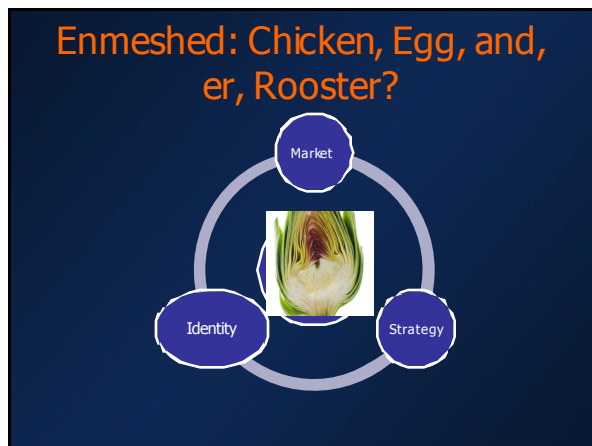 Enmeshed: Chicken, Egg, and,
er, Rooster?
Market
Identity
Strategy